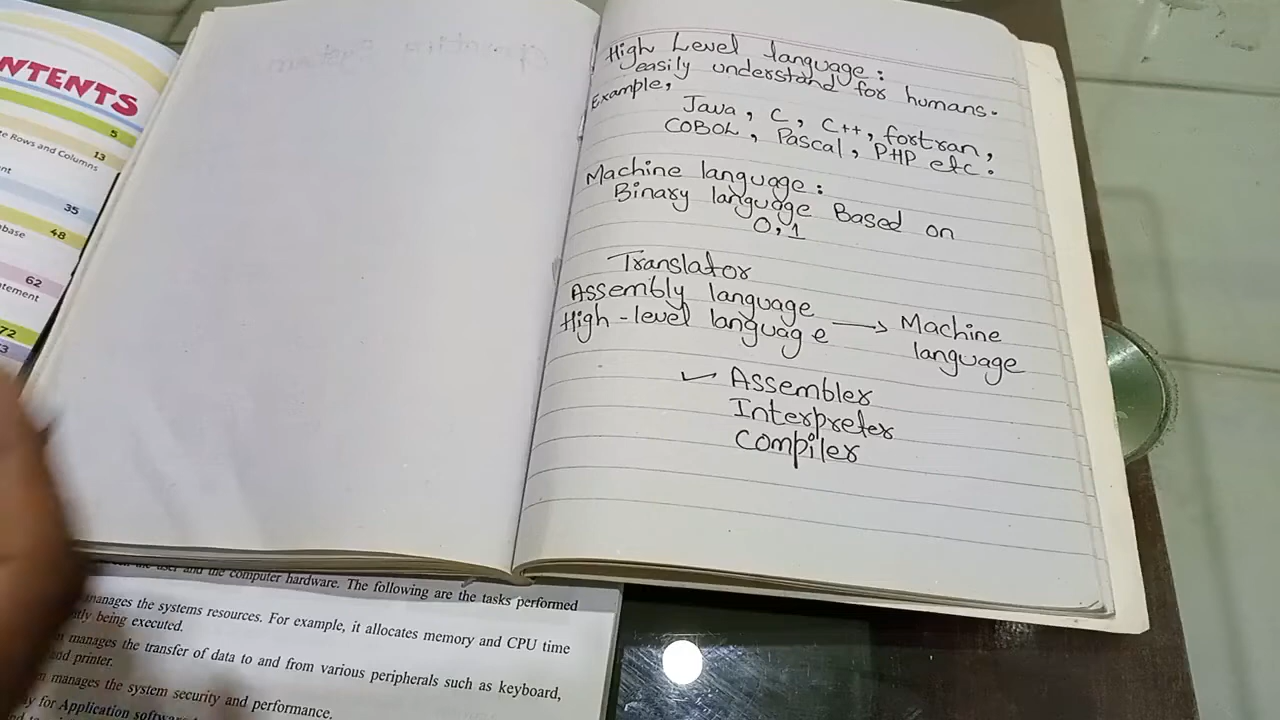 NTENTS
5
Rows and Columns
13
35
48
62
72
High Level language:
easily understand for humans.
Example,
Java, C, C++, fortran,
COBOL, Pascal, PHP etc.
Machine language:
Binary language Based on
0,1
Translator
Assembly language
High-level language → Machine
language
✓ Assembler
Interpreter
Compiler
user and the computer hardware. The following are the tasks performed
manages the systems resources. For example, it allocates memory and CPU time
being executed.
manages the transfer of data to and from various peripherals such as keyboard,
printer.
manages the system security and performance.
for Application software